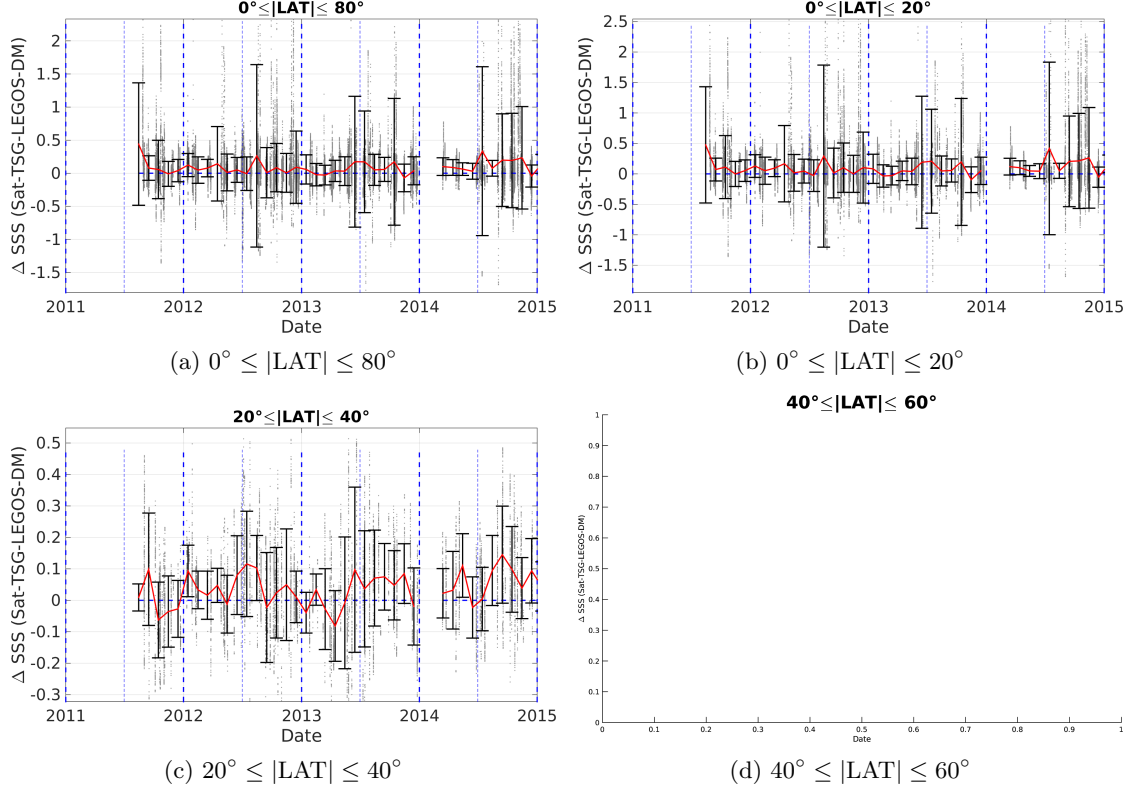 0°≤|LAT|≤ 80°
Δ SSS (Sat-TSG-LEGOS-DM)
2
1.5
1
0.5
0
-0.5
-1
-1.5
2011 2012 2013 2014 2015
Date
(a) 0° ≤ |LAT| ≤ 80°
0°≤|LAT|≤ 20°
Δ SSS (Sat-TSG-LEGOS-DM)
2.5
2
1.5
1
0.5
0
-0.5
-1
-1.5
2011 2012 2013 2014 2015
Date
(b) 0° ≤ |LAT| ≤ 20°
20°≤|LAT|≤ 40°
Δ SSS (Sat-TSG-LEGOS-DM)
0.5
0.4
0.3
0.2
0.1
0
-0.1
-0.2
-0.3
2011 2012 2013 2014 2015
Date
(c) 20° ≤ |LAT| ≤ 40°
40°≤|LAT|≤ 60°
Δ SSS (Sat-TSG-LEGOS-DM)
1
0.9
0.8
0.7
0.6
0.5
0.4
0.3
0.2
0.1
0
0 0.1 0.2 0.3 0.4 0.5 0.6 0.7 0.8 0.9 1
Date
(d) 40° ≤ |LAT| ≤ 60°